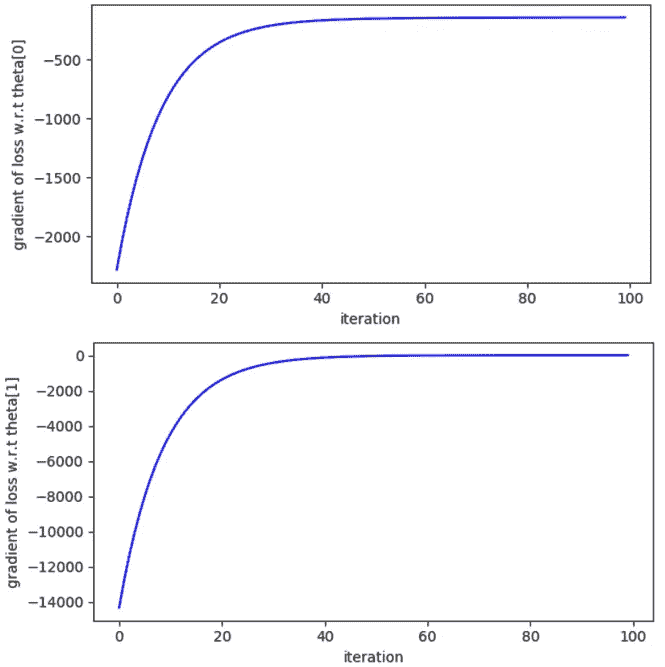 gradient of loss w.r.t theta[0]
−500
−1000
−1500
−2000
0 20 40 60 80 100
iteration
gradient of loss w.r.t theta[1]
0
−2000
−4000
−6000
−8000
−10000
−12000
−14000
0 20 40 60 80 100
iteration